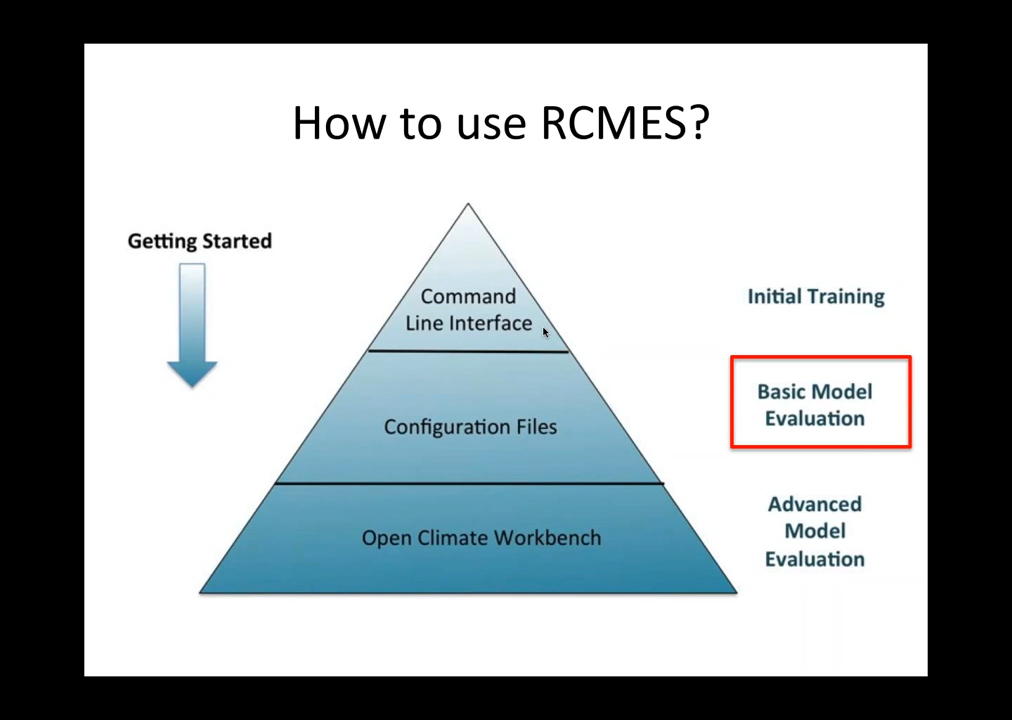 How to use RCMES?
Getting Started
Command
Line Interface
Initial Training
Configuration Files
Basic Model
Evaluation
Open Climate Workbench
Advanced
Model
Evaluation